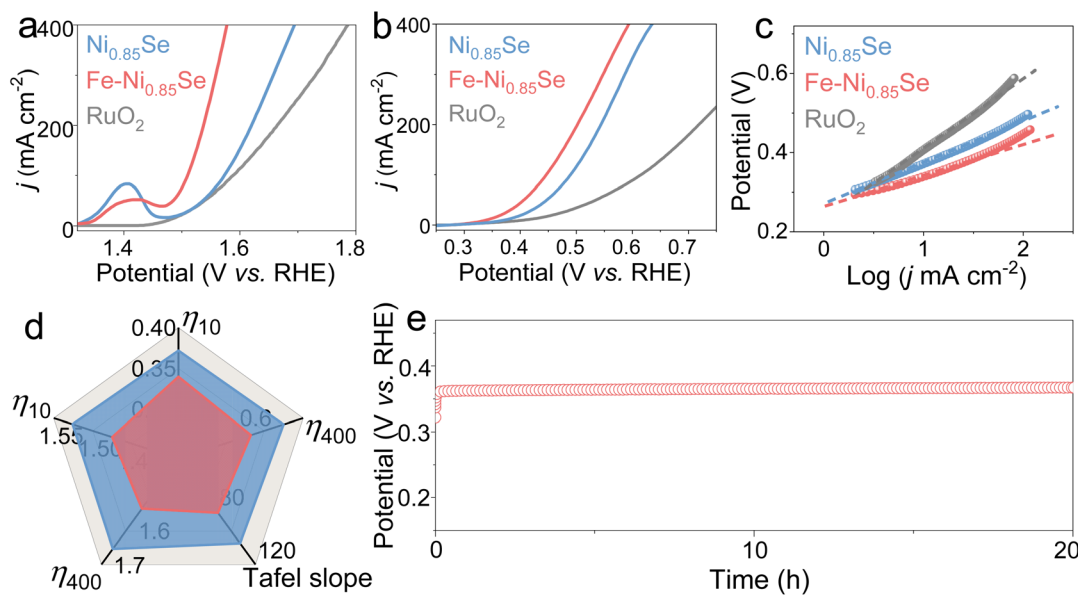 a
400
200
0
j (mA cm-2)
Ni0.85Se
Fe-Ni0.85Se
RuO2
1.4
1.6
1.8
Potential (V vs. RHE)
b
400
200
0
j (mA cm-2)
Ni0.85Se
Fe-Ni0.85Se
RuO2
0.3
0.4
0.5
0.6
0.7
Potential (V vs. RHE)
c
0.6
0.4
0.2
Potential (V)
Ni0.85Se
Fe-Ni0.85Se
RuO2
0
1
2
Log (j mA cm-2)
d
0.40
η10
0.35
0.6
η400
η10
1.55
1.50
1.6
1.7
η400
120
Tafel slope
e
0.4
0.3
0.2
Potential (V vs. RHE)
0
10
20
Time (h)